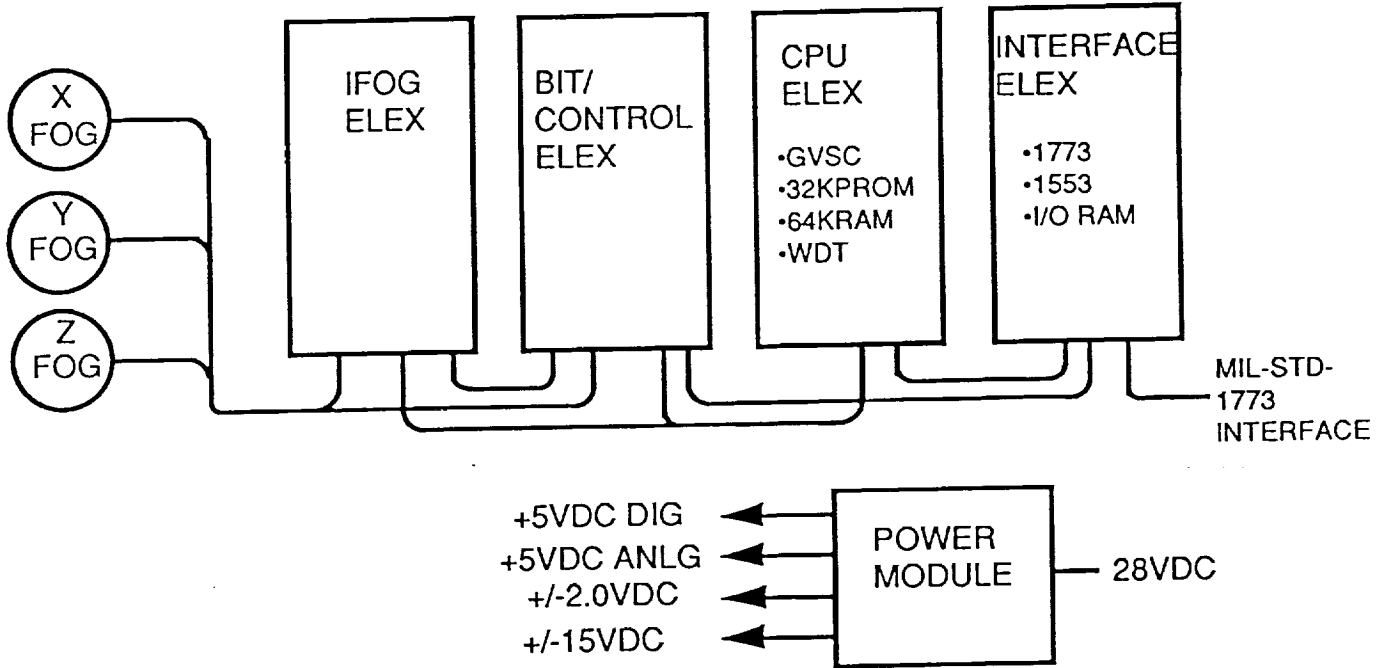 X
FOG
Y
FOG
Z
FOG
IFOG
ELEX
BIT/
CONTROL
ELEX
CPU
ELEX
•GVSC
•32KPROM
•64KRAM
•WDT
INTERFACE
ELEX
•1773
•1553
•I/O RAM
MIL-STD-
1773
INTERFACE
+5VDC DIG
+5VDC ANLG
+/-2.0VDC
+/-15VDC
POWER
MODULE
28VDC